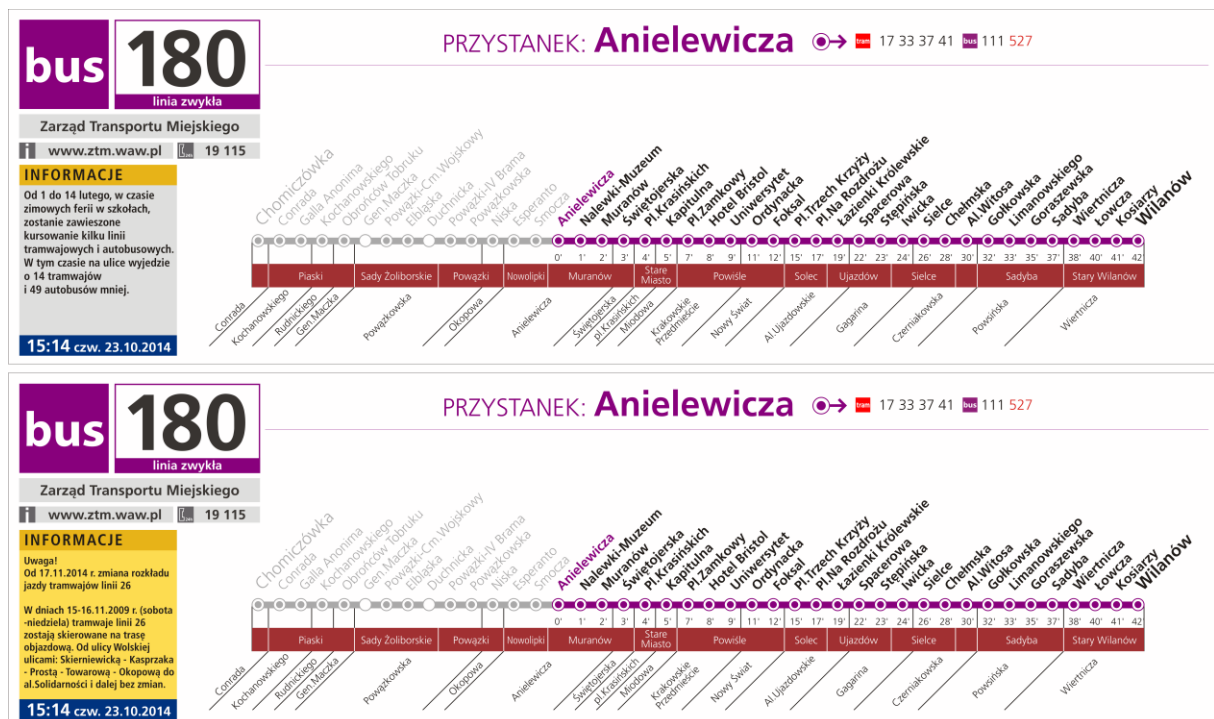 bus 180
linia zwykła
PRZYSTANEK: Anielewicza tram 17 33 37 41 bus 111 527
Zarząd Transportu Miejskiego
i www.ztm.waw.pl 19 115
INFORMACJE
Od 1 do 14 lutego, w czasie
zimowych ferii w szkołach,
zostanie zawieszone
kursowanie kilku linii
tramwajowych i autobusowych.
W tym czasie na ulice wyjedzie
o 14 tramwajów
i 49 autobusów mniej.
15:14 czw. 23.10.2014
Chomiczówka
Conrada
Galla Anonima
Kochanowskiego
Obrońców Tobruku
Gen.Maczka
Powązki-Cm.Wojskowy
Elbląska
Duchnicka
Powązki-IV Brama
Powązkowska
Niska
Esperanto
Smocza
Anielewicza
Nalewki-Muzeum
Muranów
Świętojerska
Pl.Krasińskich
Kapitulna
Pl.Zamkowy
Hotel Bristol
Uniwersytet
Ordynacka
Foksal
Pl.Trzech Krzyży
Pl.Na Rozdrożu
Łazienki Królewskie
Spacerowa
Stępińska
Iwicka
Sielce
Chełmska
Al.Witosa
Gołkowska
Limanowskiego
Goraszewska
Sadyba
Wiertnicza
Łowcza
Kosiarzy
Wilanów
0' 1' 2' 3' 4' 5' 7' 8' 9' 11' 12' 15' 17' 19' 22' 24' 26' 28' 30' 32' 33' 34' 35' 36' 38' 40' 41' 42
Piaski Sady Żoliborskie Powązki Nowolipki Muranów Stare Miasto Powiśle Solec Ujazdów Sielce Sadyba Stary Wilanów
Conrada
Kochanowskiego
Rudnickiego
Gen.Maczka
Powązkowska
Okopowa
Anielewicza
Świętojerska
pl.Krasińskich
Miodowa
Krakowskie
Przedmieście
Nowy Świat
Al.Ujazdowskie
Gagarina
Czerniakowska
Powsińska
Wiertnicza
bus 180
linia zwykła
PRZYSTANEK: Anielewicza tram 17 33 37 41 bus 111 527
Zarząd Transportu Miejskiego
i www.ztm.waw.pl 19 115
INFORMACJE
Uwaga!
Od 17.11.2014 r. zmiana rozkładu
jazdy tramwajów linii 26
W dniach 15-16.11.2009 r. (sobota
-niedziela) tramwaje linii 26
zostają skierowane na trasę
objazdową. Od ulicy Wolskiej
ulicami: Skierniewicką - Kasprzaka
- Prostą - Towarową - Okopową do
al.Solidarności i dalej bez zmian.
15:14 czw. 23.10.2014
Chomiczówka
Conrada
Galla Anonima
Kochanowskiego
Obrońców Tobruku
Gen.Maczka
Powązki-Cm.Wojskowy
Elbląska
Duchnicka
Powązki-IV Brama
Powązkowska
Niska
Esperanto
Smocza
Anielewicza
Nalewki-Muzeum
Muranów
Świętojerska
Pl.Krasińskich
Kapitulna
Pl.Zamkowy
Hotel Bristol
Uniwersytet
Ordynacka
Foksal
Pl.Trzech Krzyży
Pl.Na Rozdrożu
Łazienki Królewskie
Spacerowa
Stępińska
Iwicka
Sielce
Chełmska
Al.Witosa
Gołkowska
Limanowskiego
Goraszewska
Sadyba
Wiertnicza
Łowcza
Kosiarzy
Wilanów
0' 1' 2' 3' 4' 5' 7' 8' 9' 11' 12' 15' 17' 19' 22' 24' 26' 28' 30' 32' 33' 34' 35' 36' 38' 40' 41' 42
Piaski Sady Żoliborskie Powązki Nowolipki Muranów Stare Miasto Powiśle Solec Ujazdów Sielce Sadyba Stary Wilanów
Conrada
Kochanowskiego
Rudnickiego
Gen.Maczka
Powązkowska
Okopowa
Anielewicza
Świętojerska
pl.Krasińskich
Miodowa
Krakowskie
Przedmieście
Nowy Świat
Al.Ujazdowskie
Gagarina
Czerniakowska
Powsińska
Wiertnicza